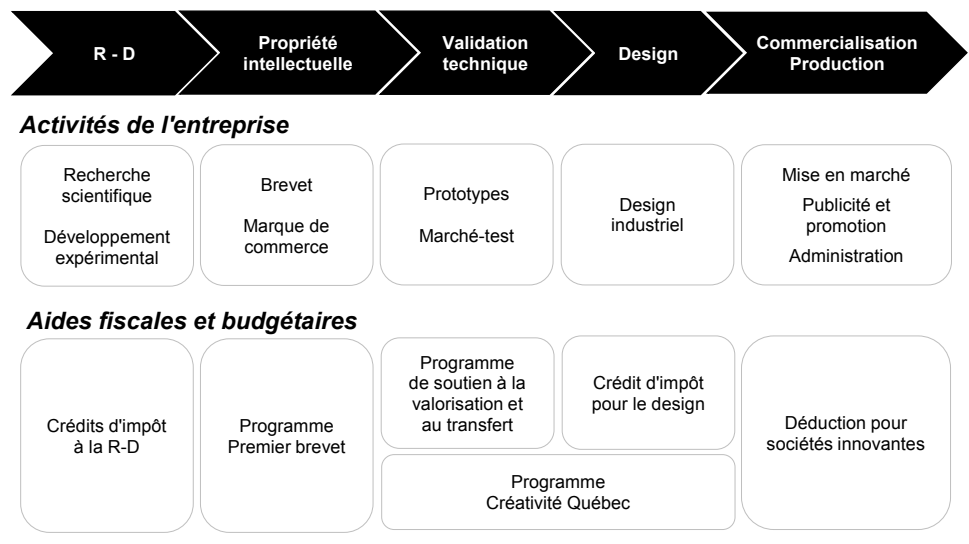 R - D
Propriété
intellectuelle
Validation
technique
Design
Commercialisation
Production
Activités de l'entreprise
Recherche
scientifique
Développement
expérimental
Brevet
Marque de
commerce
Prototypes
Marché-test
Design
industriel
Mise en marché
Publicité et
promotion
Administration
Aides fiscales et budgétaires
Crédits d'impôt
à la R-D
Programme
Premier brevet
Programme
de soutien à la
valorisation et
au transfert
Crédit d'impôt
pour le design
Programme
Créativité Québec
Déduction pour
sociétés innovantes